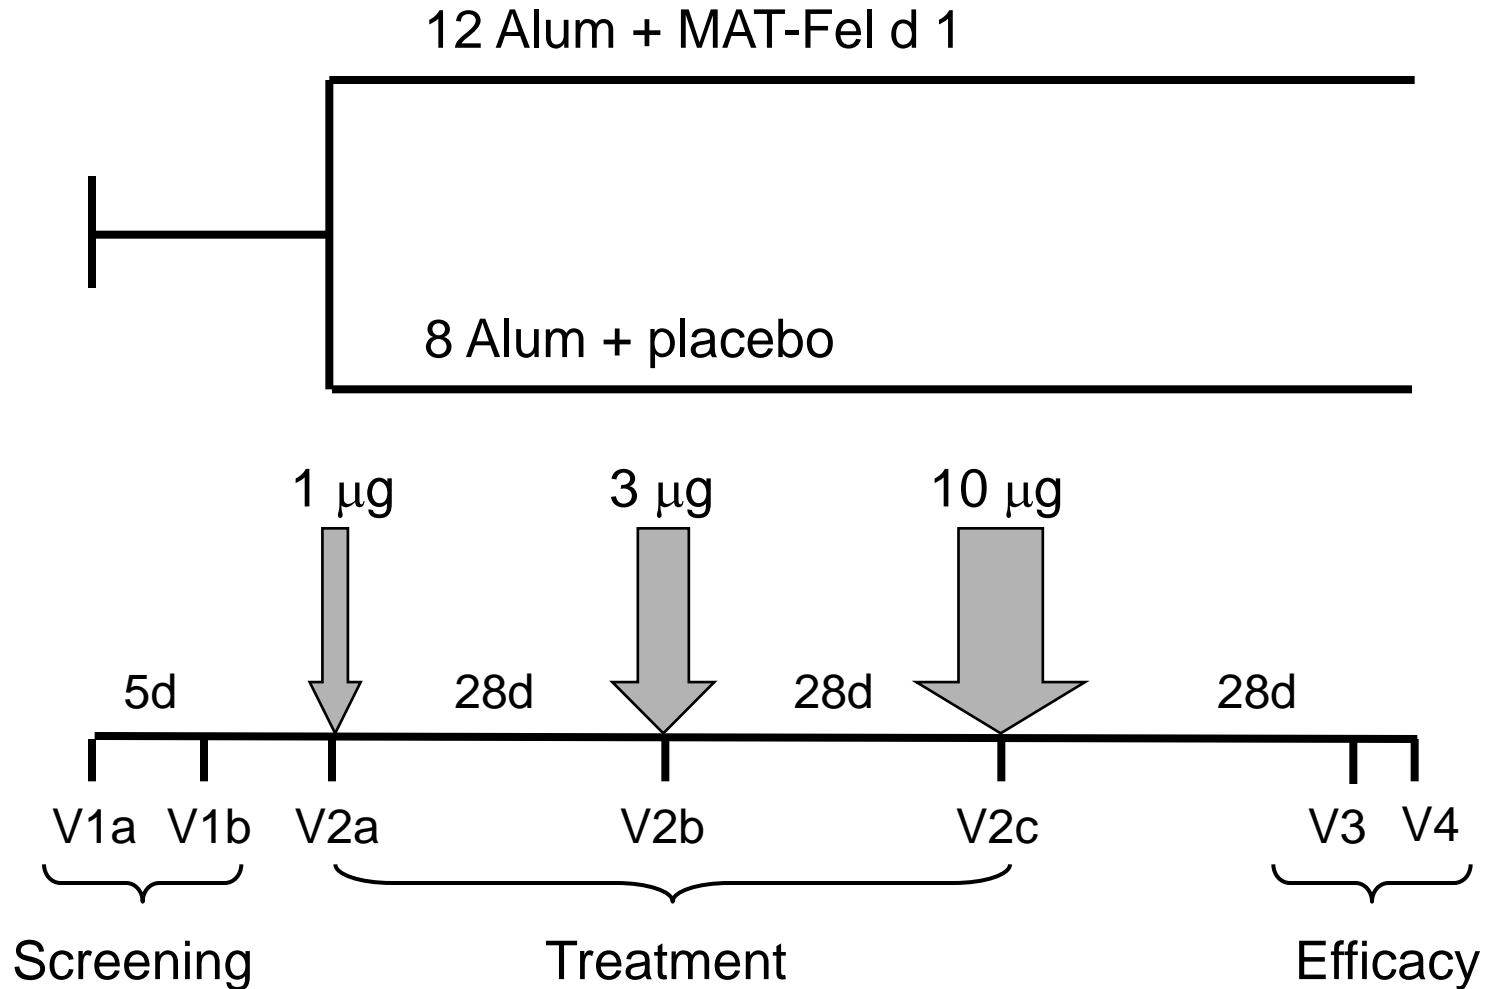 12 Alum + MAT-Fel d 1
8 Alum + placebo
1 μg 3 μg 10 μg
5d 28d 28d 28d
V1a V1b V2a V2b V2c V3 V4
Screening Treatment Efficacy